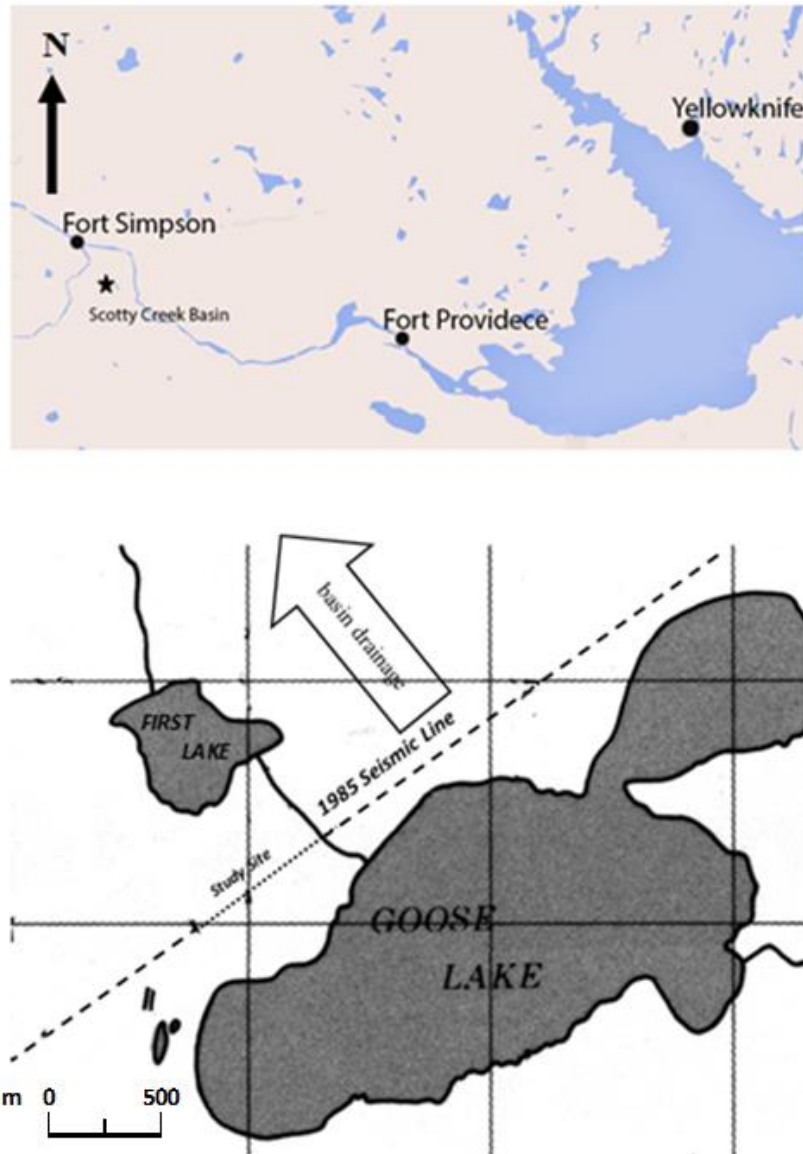 N
Yellowknife
Fort Simpson
Scotty Creek Basin
Fort Providece
basin drainage
FIRST
LAKE
1985 Seismic Line
Study Site
GOOSE
LAKE
m 0 500